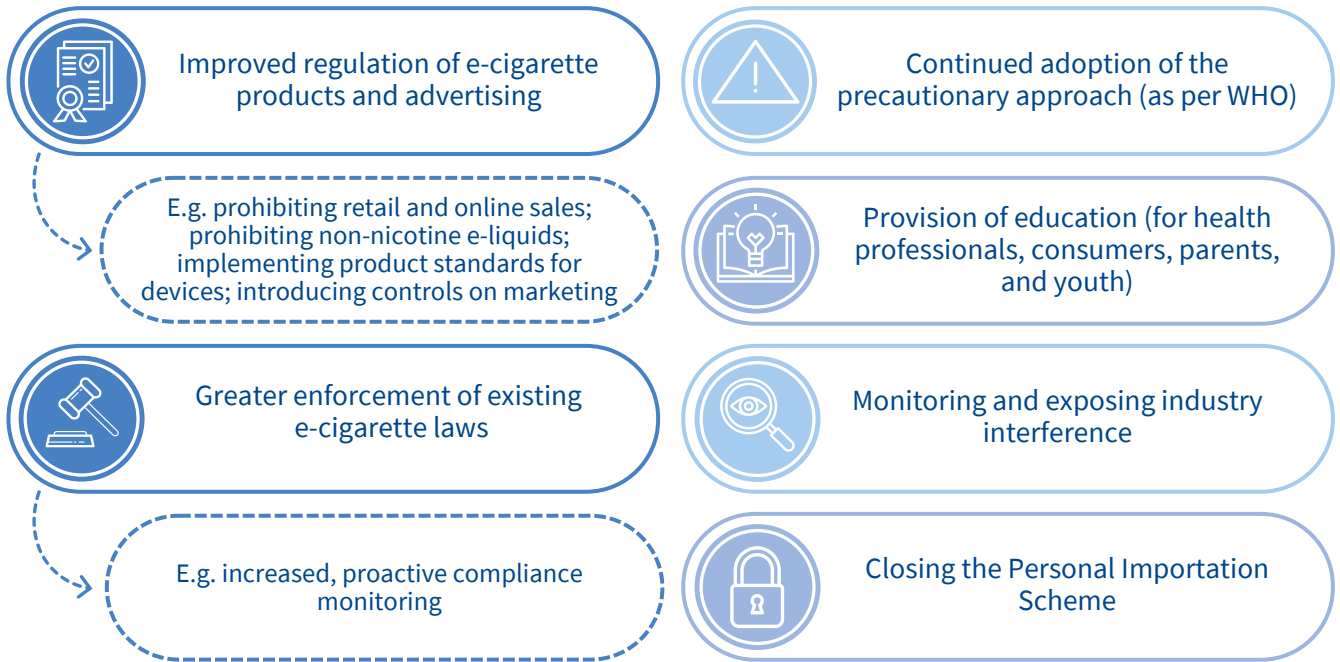 Improved regulation of e-cigarette
products and advertising
E.g. prohibiting retail and online sales;
prohibiting non-nicotine e-liquids;
implementing product standards for
devices; introducing controls on marketing
Greater enforcement of existing
e-cigarette laws
E.g. increased, proactive compliance
monitoring
Continued adoption of the
precautionary approach (as per WHO)
Provision of education (for health
professionals, consumers, parents,
and youth)
Monitoring and exposing industry
interference
Closing the Personal Importation
Scheme